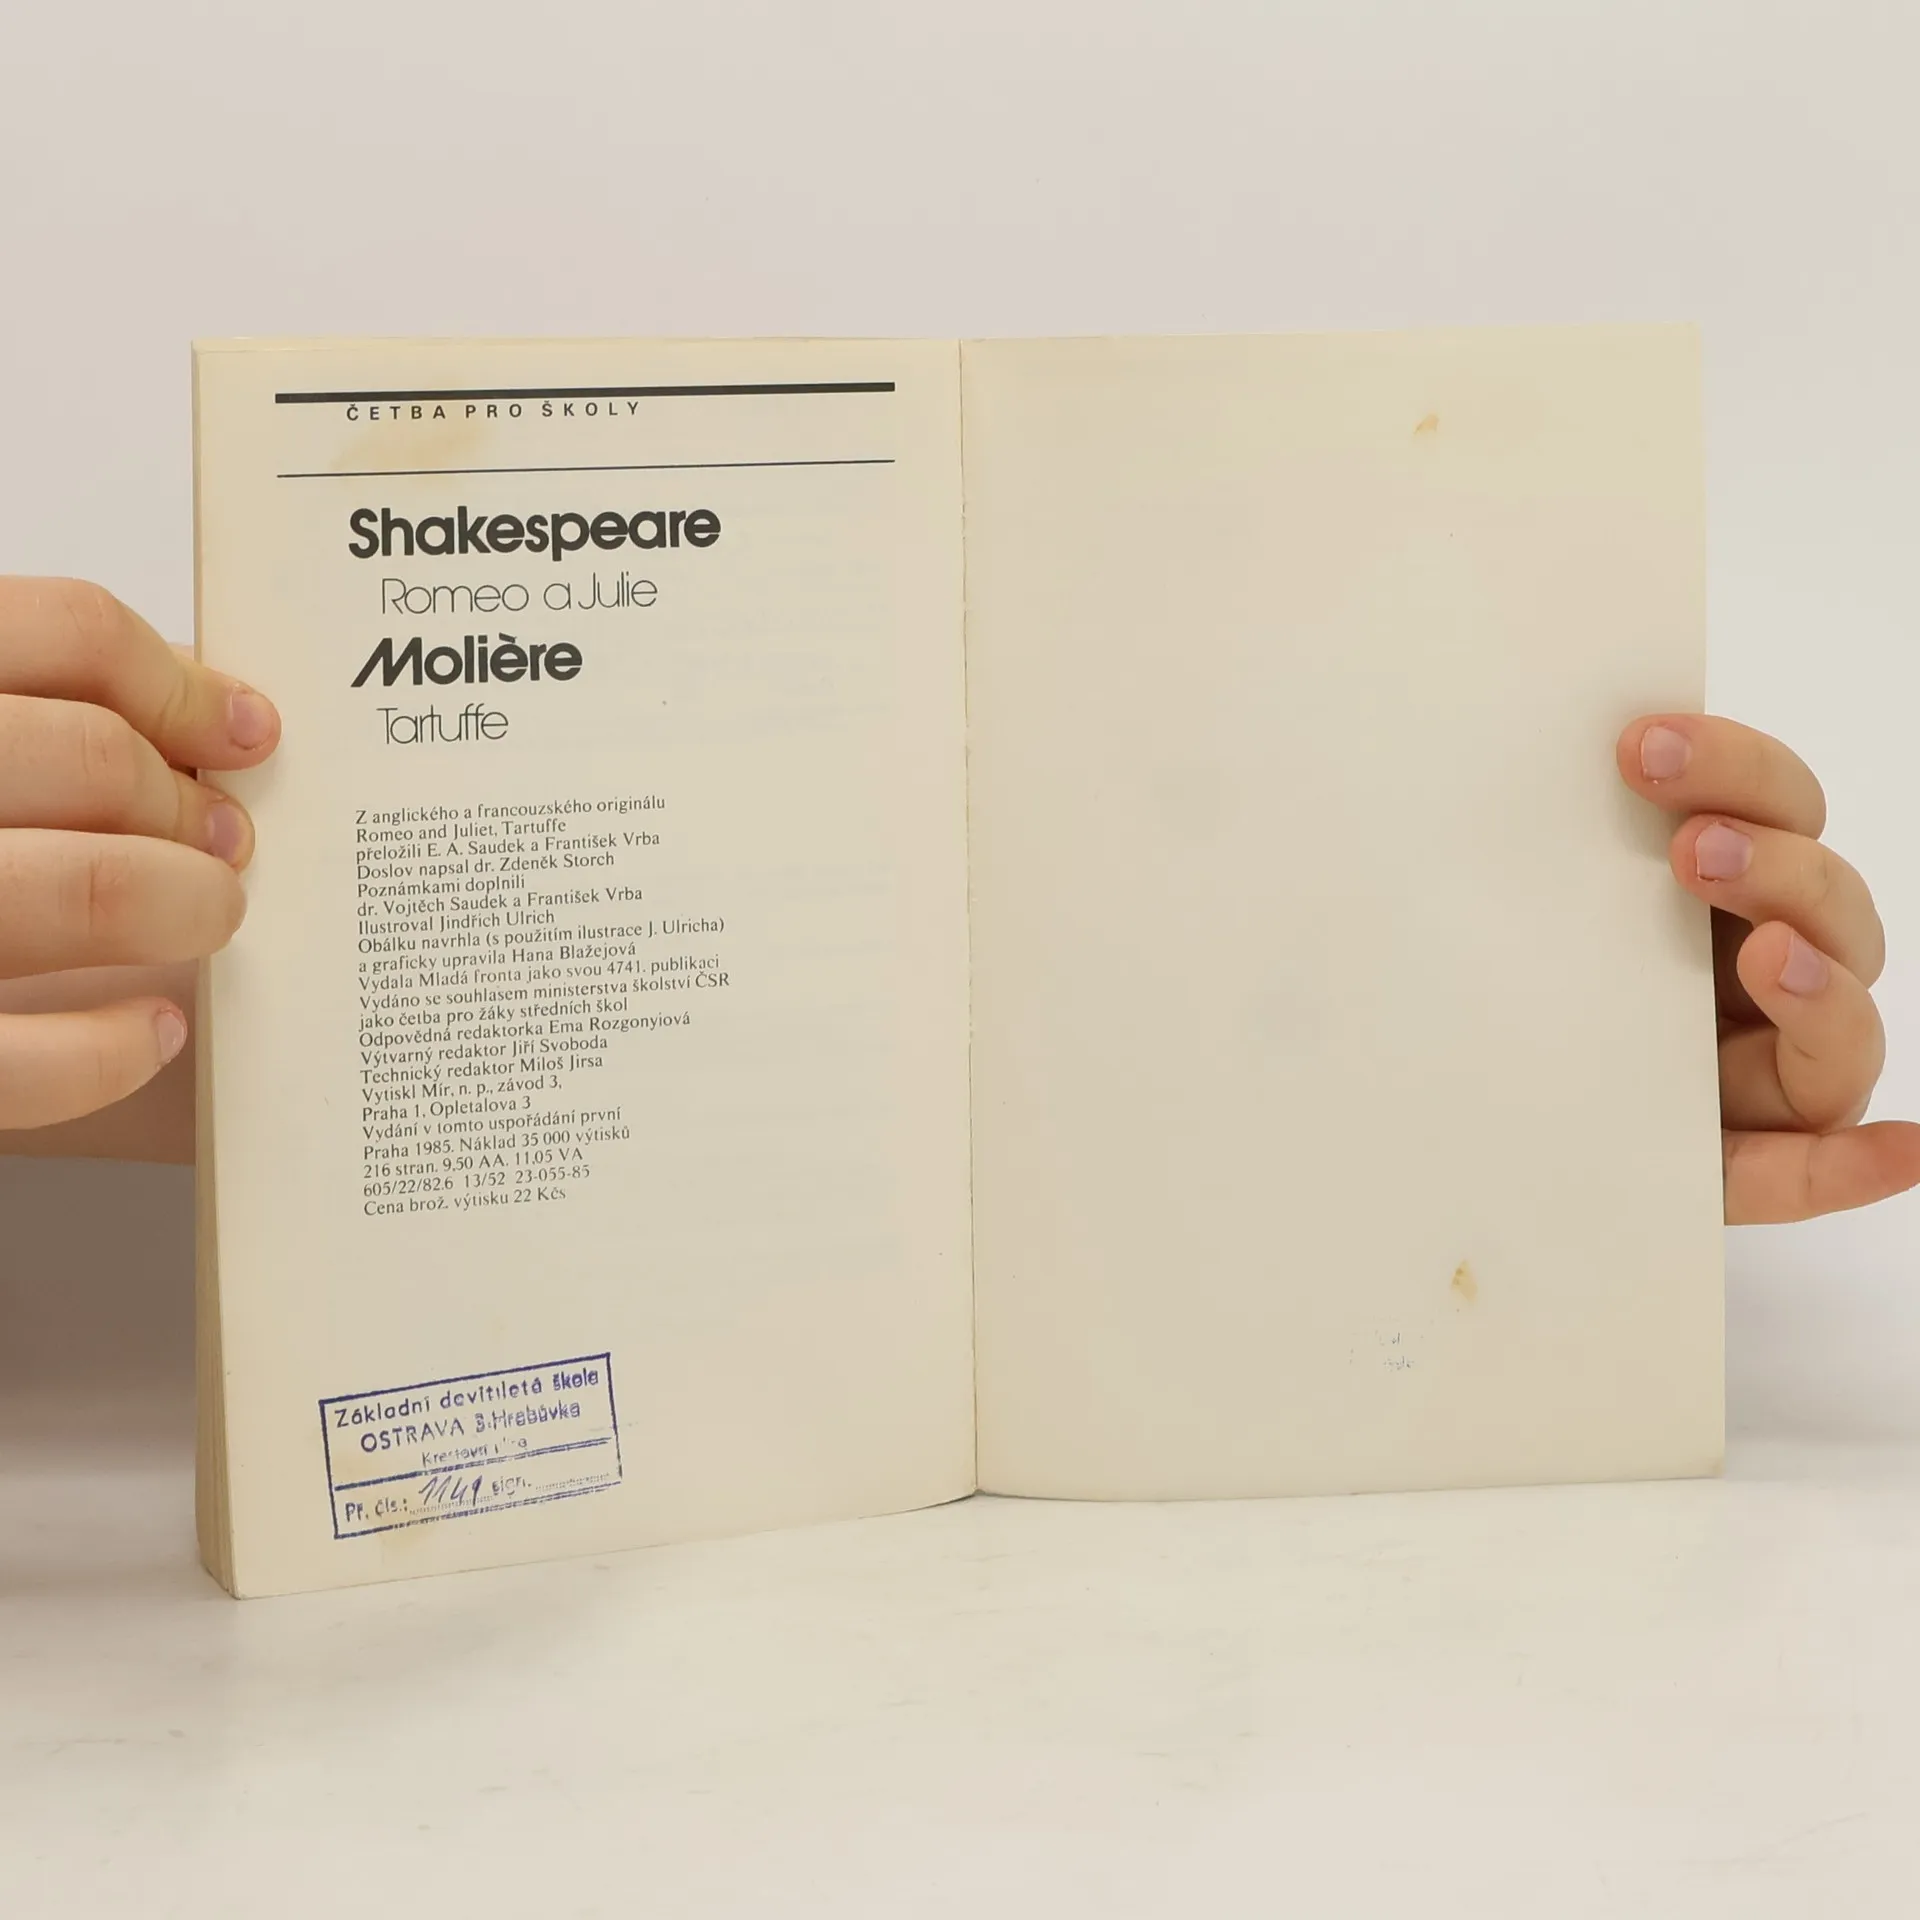 ČETBA PRO ŠKOLY
Shakespeare
Romeo a Julie
Molière
Tartuffe
Z anglického a francouzského originálu
Romeo and Juliet, Tartuffe
přeložili E. A. Saudek a František Vrba
Doslov napsal dr. Zdeněk Storch
Poznámkami doplnili
dr. Vojtěch Saudek a František Vrba
Ilustroval Jindřich Ulrich
Obálku navrhla (s použitím ilustrace J. Ulricha)
a graficky upravila Hana Blažejová
Vydala Mladá fronta jako svou 4741. publikaci
Vydáno se souhlasem ministerstva školství ČSR
jako četba pro žáky středních škol
Odpovědná redaktorka Ema Rozgonyiová
Výtvarný redaktor Jiří Svoboda
Technický redaktor Miloš Jirsa
Vytiskl Mír, n. p., závod 3,
Praha 1, Opletalova 3
Vydání v tomto uspořádání první
Praha 1985. Náklad 35 000 výtisků
216 stran. 9,50 AA. 11,05 VA
605/22/82.6 13/52 23-055-85
Cena brož. výtisku 22 Kčs
Základní devítiletá škola
OSTRAVA 3-Hrabůvka
Př. čís.: 1149 sign.